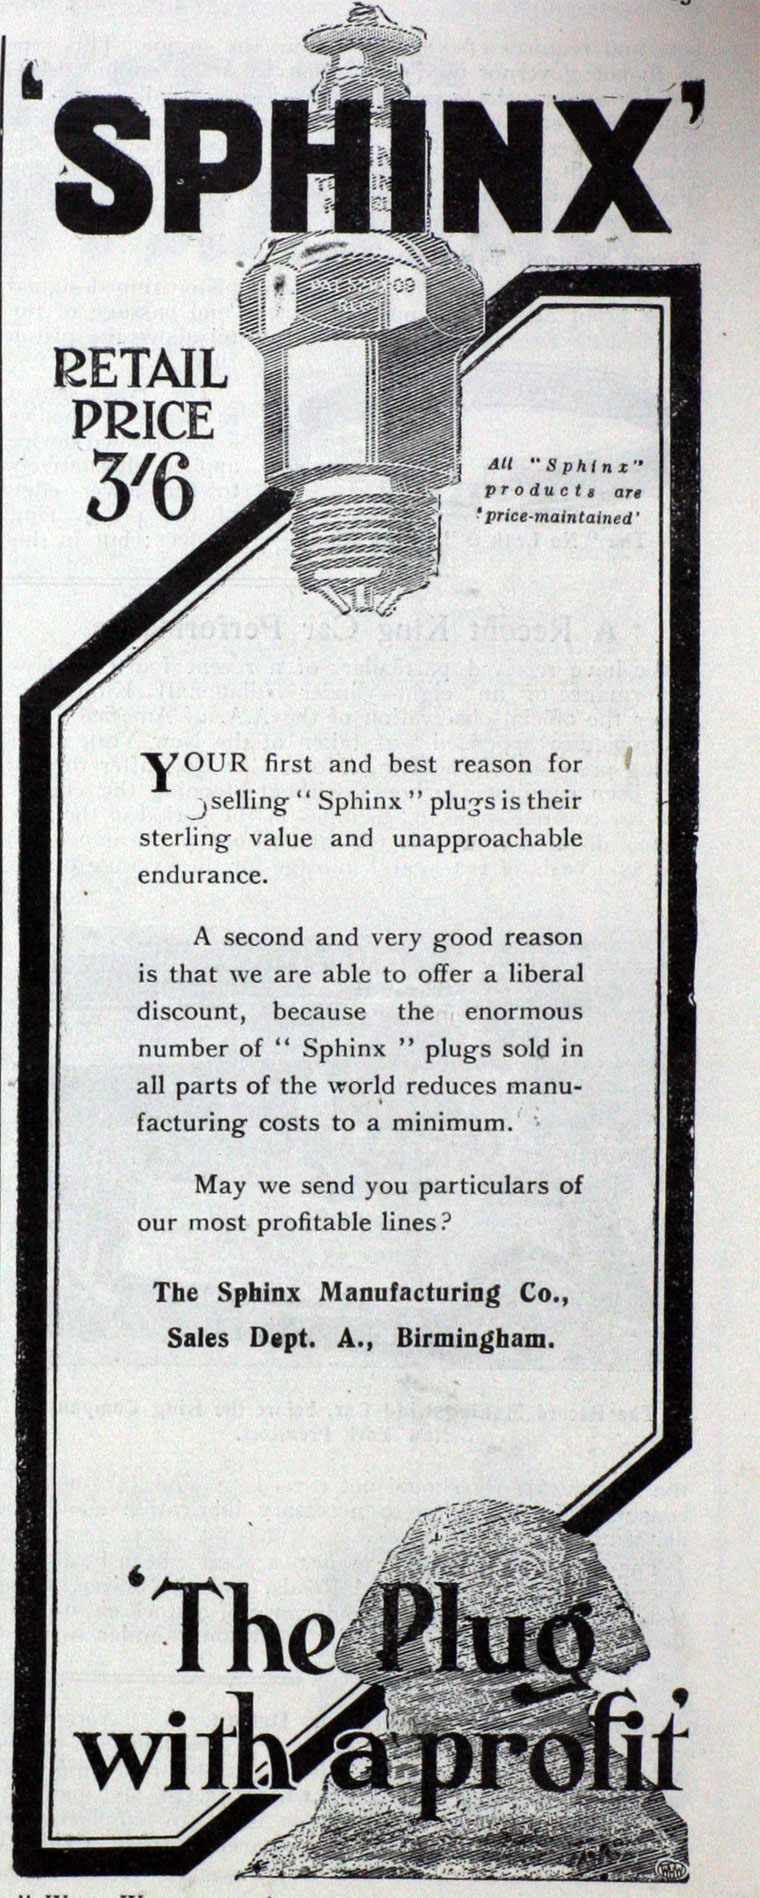 'SPHINX'
RETAIL
PRICE
3/6
All "Sphinx"
products are
'price-maintained'
YOUR first and best reason for
selling "Sphinx" plugs is their
sterling value and unapproachable
endurance.
A second and very good reason
is that we are able to offer a liberal
discount, because the enormous
number of "Sphinx" plugs sold in
all parts of the world reduces manu-
facturing costs to a minimum.
May we send you particulars of
our most profitable lines?
The Sphinx Manufacturing Co.,
Sales Dept. A., Birmingham.
'The Plug
with a profit'